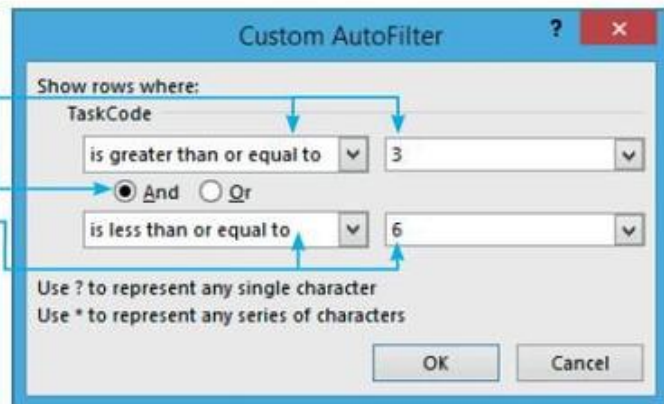 Custom AutoFilter ? ×
Show rows where:
TaskCode
is greater than or equal to 3
And Or
is less than or equal to 6
Use ? to represent any single character
Use * to represent any series of characters
OK Cancel